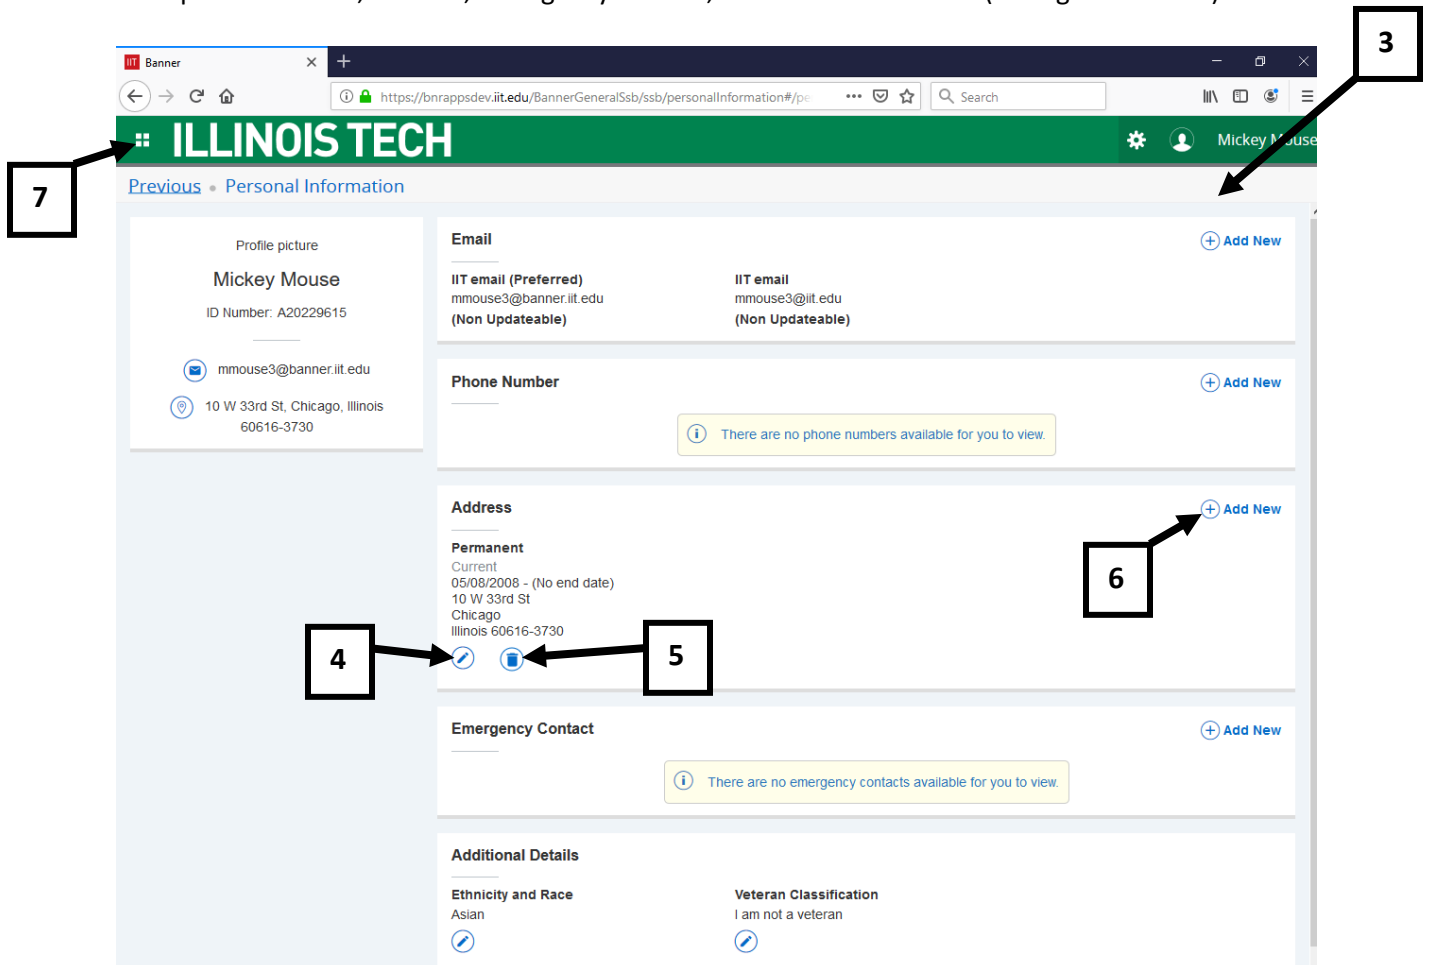 3
Banner
https://bnrappsdev.iit.edu/BannerGeneralSsb/ssb/personalInformation#/pe
Search
ILLINOIS TECH
Mickey Mouse
7
Previous • Personal Information
Profile picture
Mickey Mouse
ID Number: A20229615
mmouse3@banner.iit.edu
10 W 33rd St, Chicago, Illinois
60616-3730
Email
Add New
IIT email (Preferred)
IIT email
mmouse3@banner.iit.edu
mmouse3@iit.edu
(Non Updateable)
(Non Updateable)
Phone Number
Add New
There are no phone numbers available for you to view.
Address
Add New
Permanent
Current
05/08/2008 - (No end date)
10 W 33rd St
Chicago
Illinois 60616-3730
4
5
6
Emergency Contact
Add New
There are no emergency contacts available for you to view.
Additional Details
Ethnicity and Race
Veteran Classification
Asian
I am not a veteran